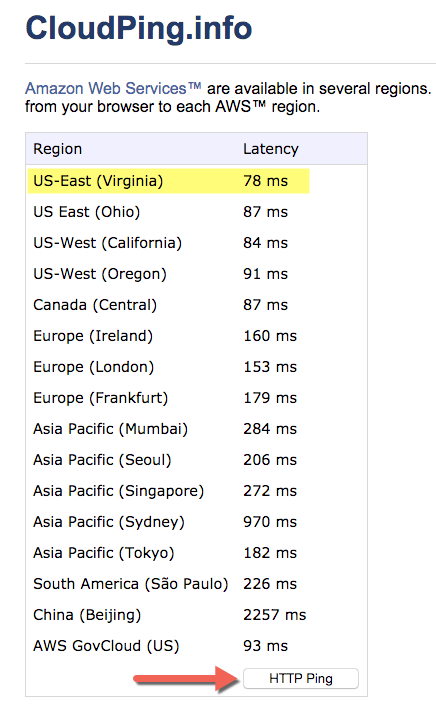 CloudPing.info
Amazon Web Services™ are available in several regions.
from your browser to each AWS™ region.
Region Latency
US-East (Virginia) 78 ms
US East (Ohio) 87 ms
US-West (California) 84 ms
US-West (Oregon) 91 ms
Canada (Central) 87 ms
Europe (Ireland) 160 ms
Europe (London) 153 ms
Europe (Frankfurt) 179 ms
Asia Pacific (Mumbai) 284 ms
Asia Pacific (Seoul) 206 ms
Asia Pacific (Singapore) 272 ms
Asia Pacific (Sydney) 970 ms
Asia Pacific (Tokyo) 182 ms
South America (São Paulo) 226 ms
China (Beijing) 2257 ms
AWS GovCloud (US) 93 ms
HTTP Ping